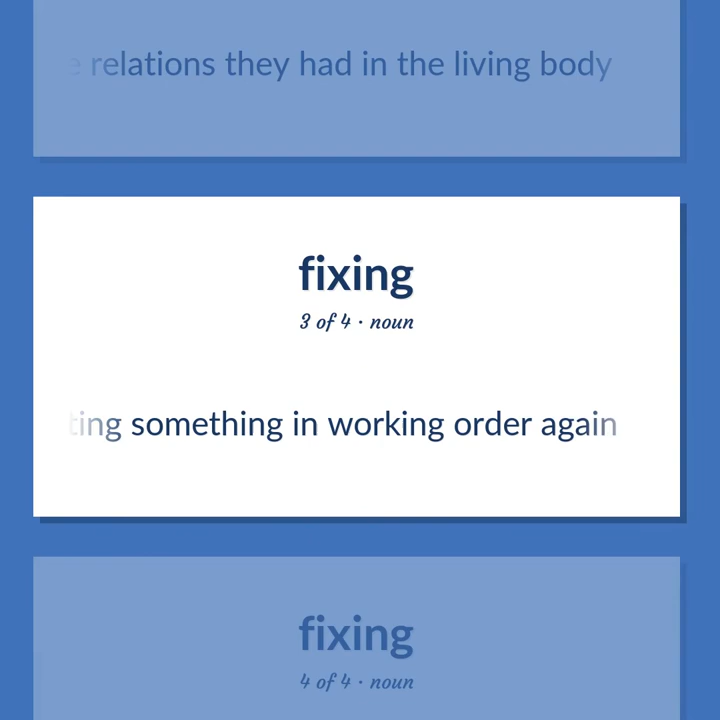 relations they had in the living body
fixing
3 of 4 · noun
ting something in working order again
fixing
4 of 4 · noun